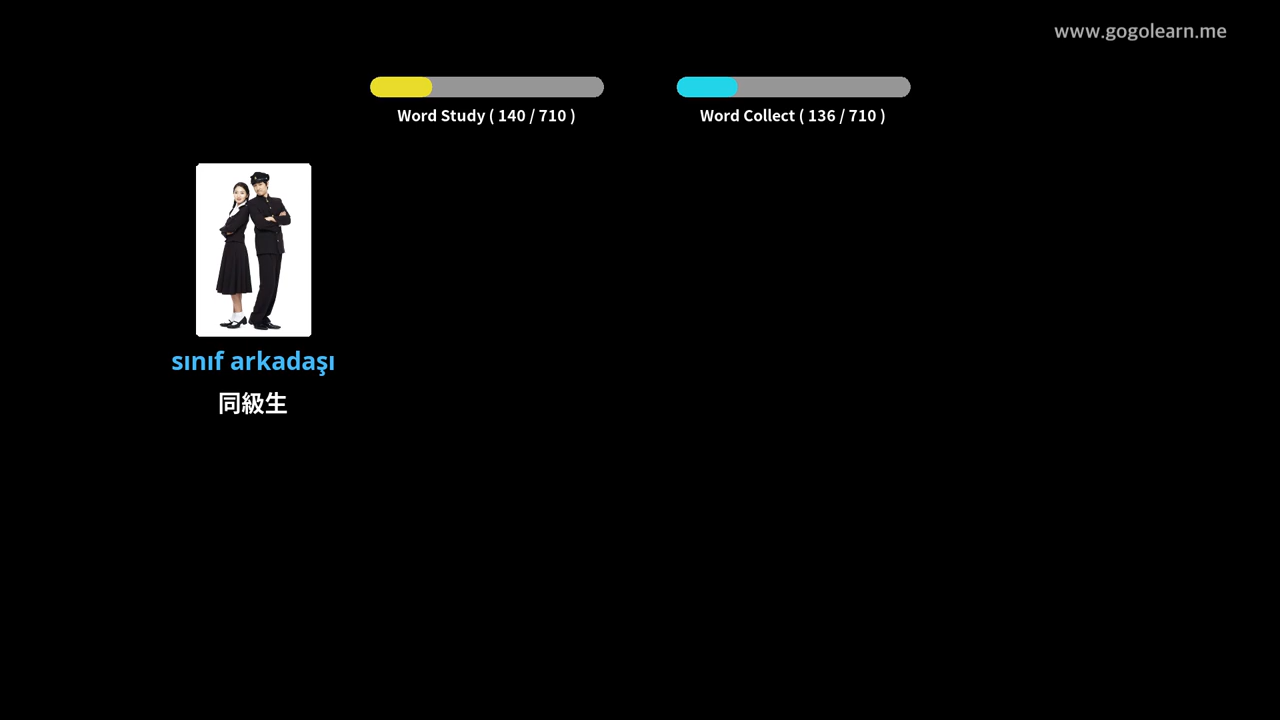 www.gogolearn.me
Word Study ( 140 / 710 )
Word Collect ( 136 / 710 )
sınıf arkadaşı
同級生